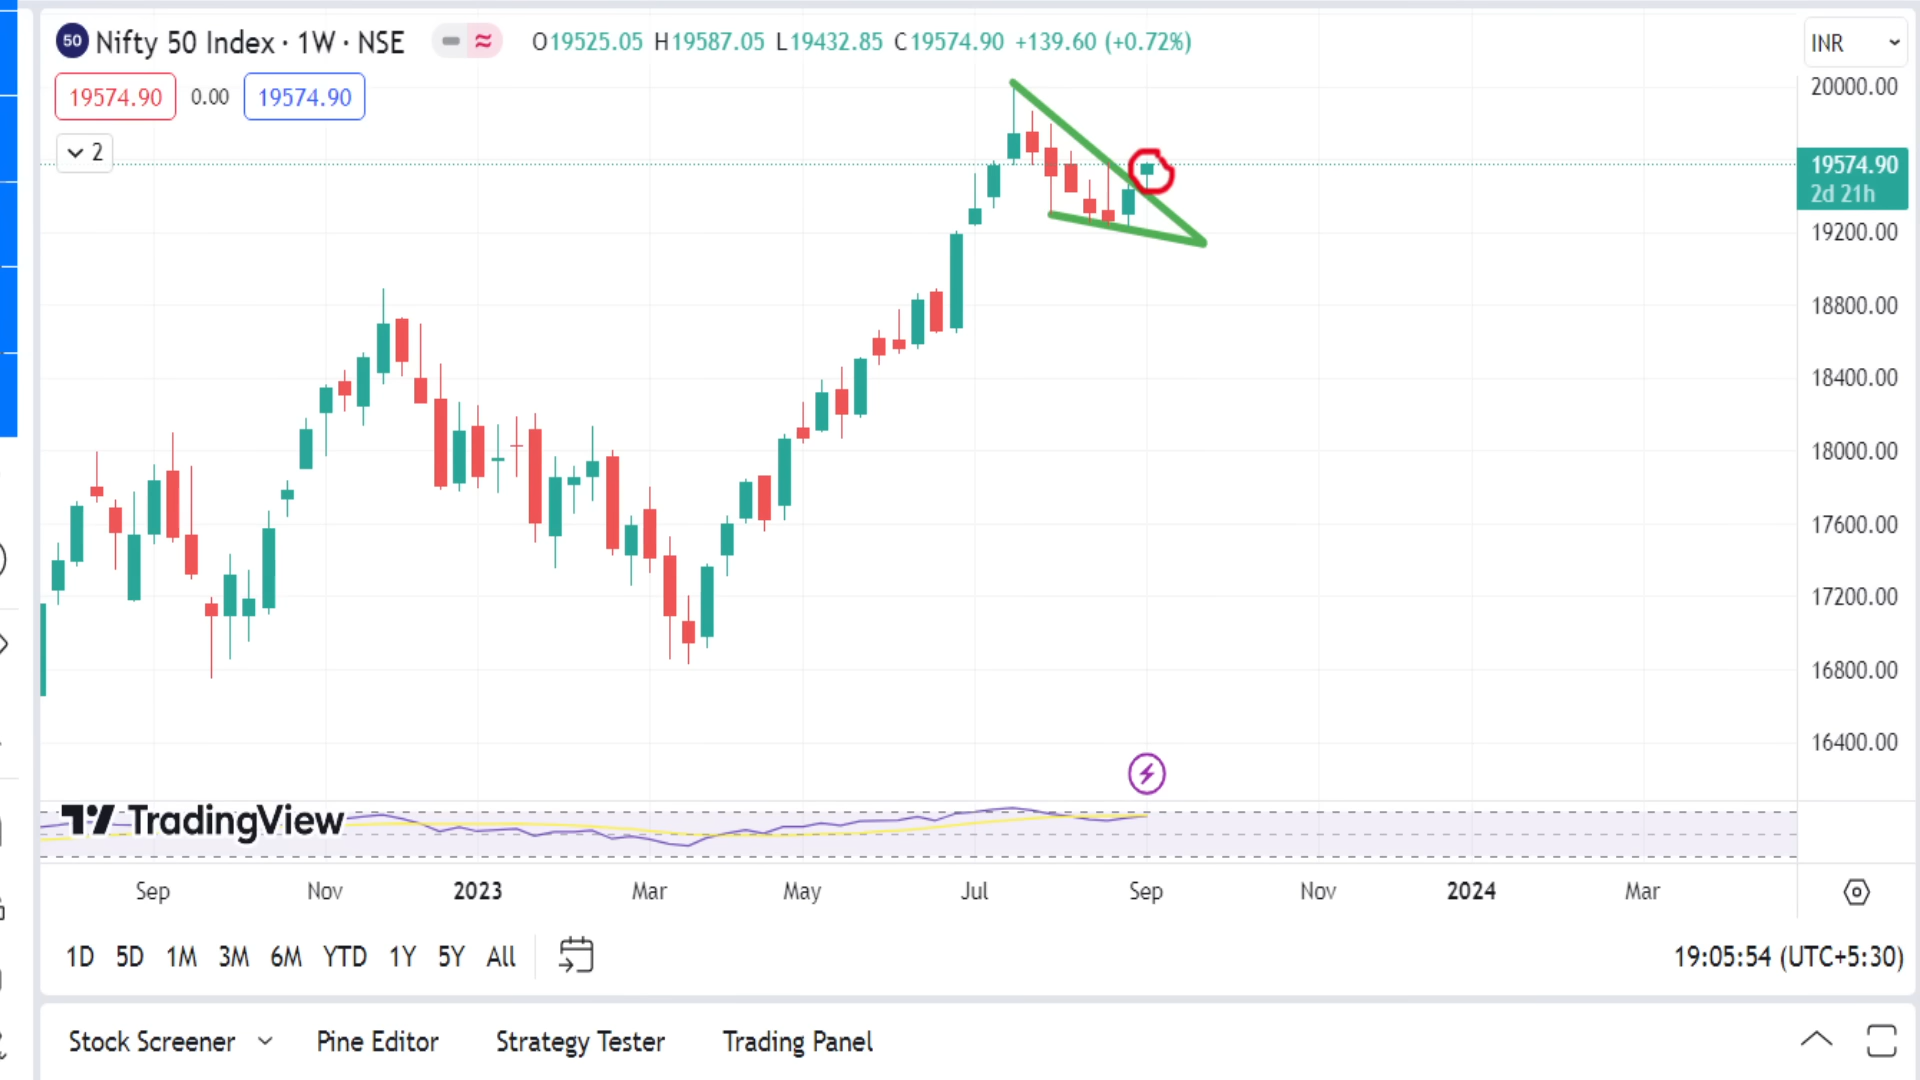 50 Nifty 50 Index · 1W · NSE O19525.05 H19587.05 L19432.85 C19574.90 +139.60 (+0.72%) INR
19574.90 0.00 19574.90
2
20000.00
19574.90
2d 21h
19200.00
18800.00
18400.00
18000.00
17600.00
17200.00
16800.00
16400.00
TradingView
Sep Nov 2023 Mar May Jul Sep Nov 2024 Mar
1D 5D 1M 3M 6M YTD 1Y 5Y All 19:05:54 (UTC+5:30)
Stock Screener Pine Editor Strategy Tester Trading Panel